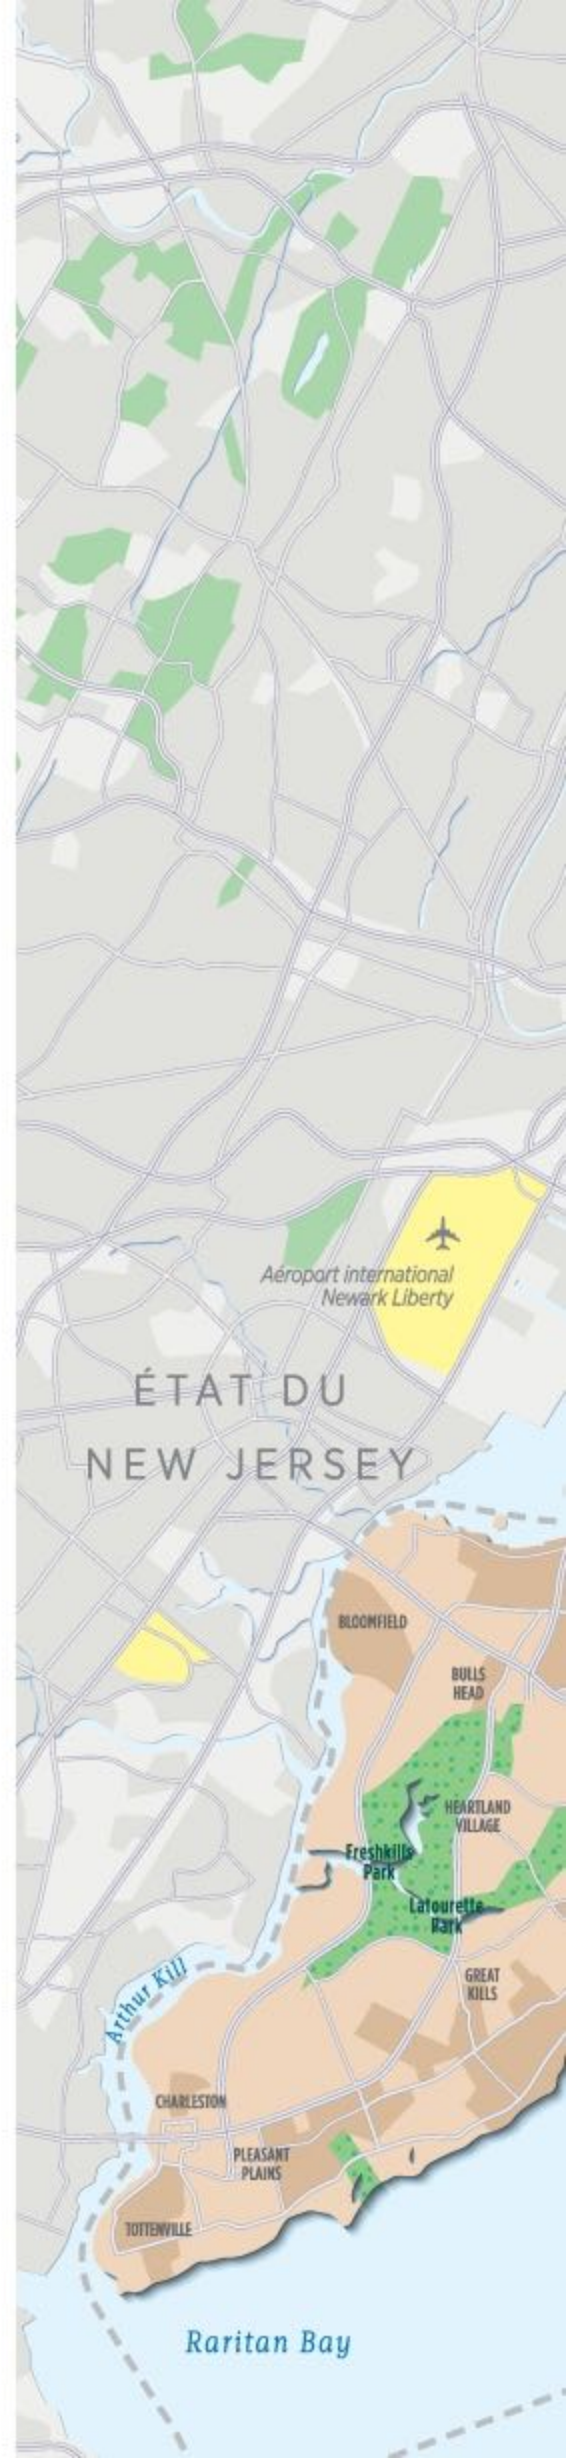 Aéroport international
Newark Liberty
ÉTAT DU
NEW JERSEY
BLOOMFIELD
BULLS
HEAD
HEARTLAND
VILLAGE
Freshkills
Park
Latourette
Park
GREAT
KILLS
Arthur Kill
CHARLESTON
PLEASANT
PLAINS
TOTTENVILLE
Raritan Bay